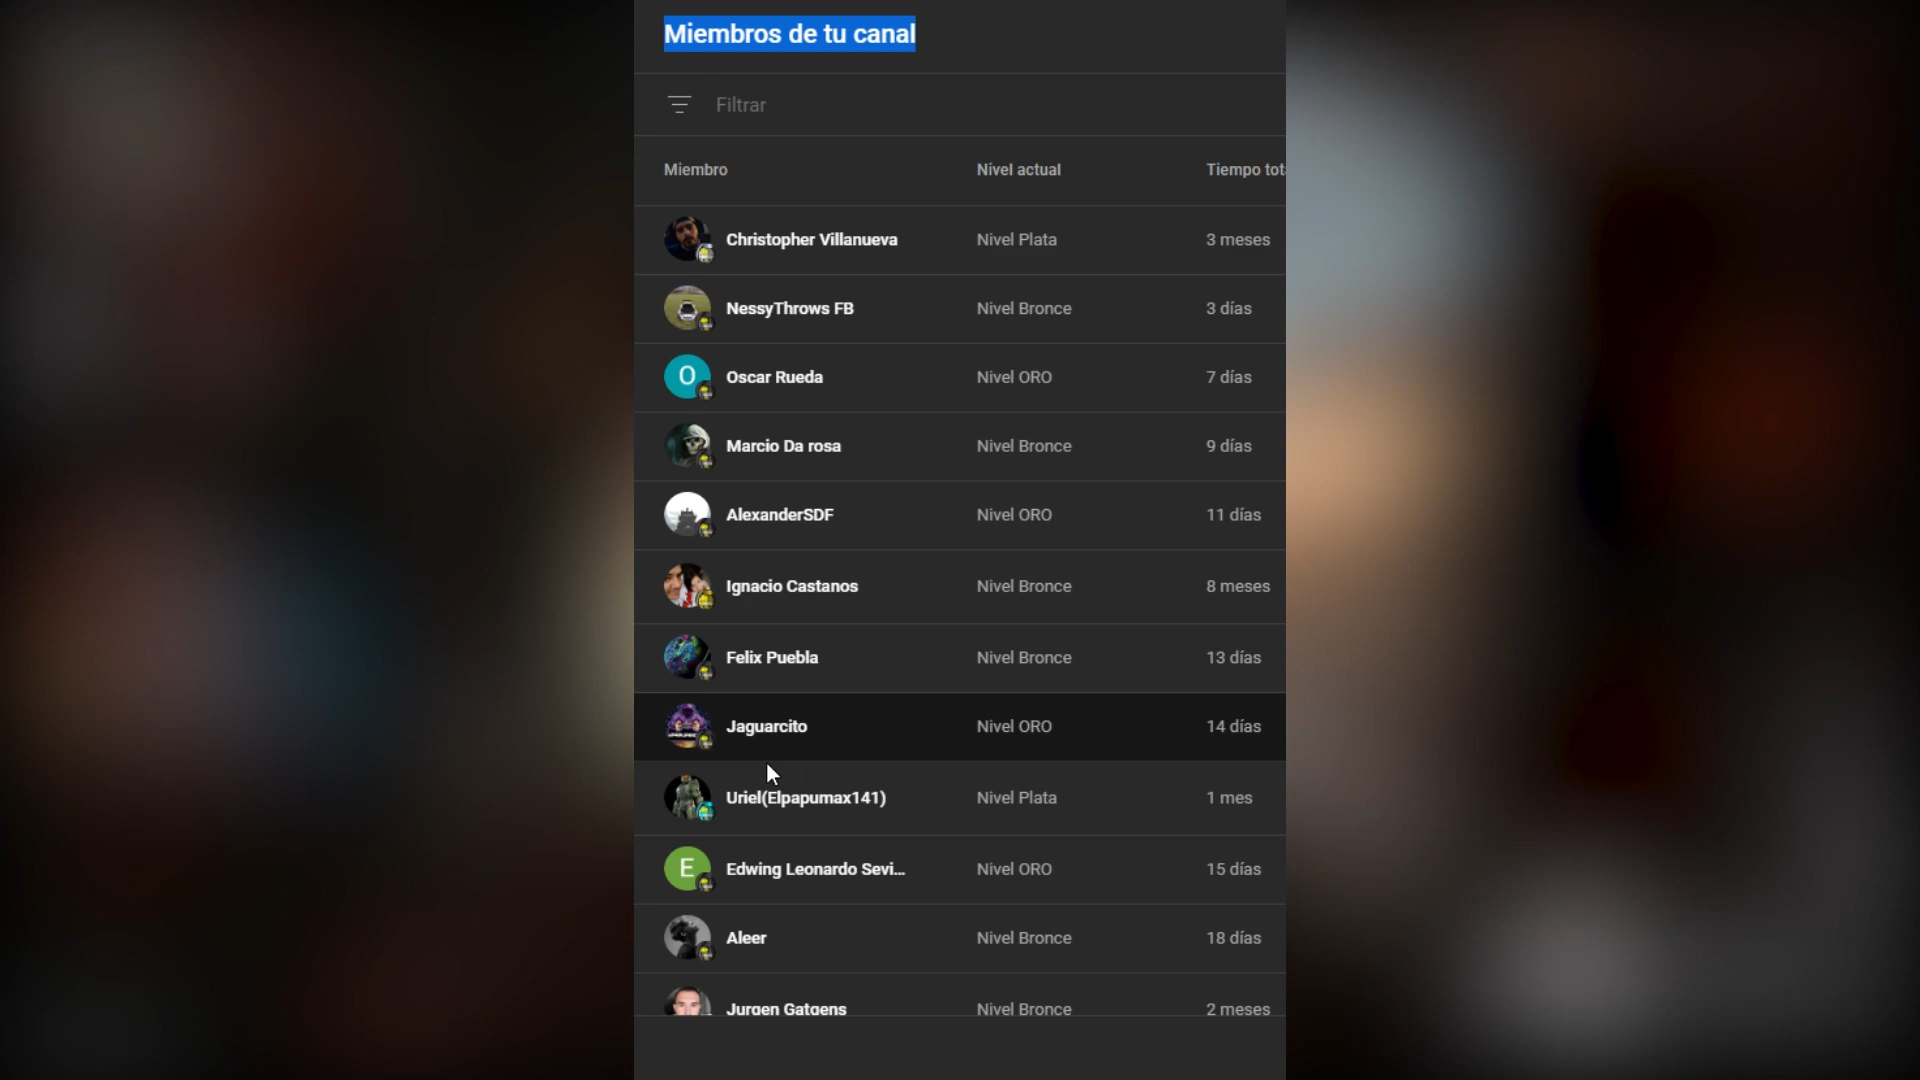 Miembros de tu canal
Filtrar
Miembro Nivel actual Tiempo tot
Christopher Villanueva Nivel Plata 3 meses
NessyThrows FB Nivel Bronce 3 días
O Oscar Rueda Nivel ORO 7 días
Marcio Da rosa Nivel Bronce 9 días
AlexanderSDF Nivel ORO 11 días
Ignacio Castanos Nivel Bronce 8 meses
Felix Puebla Nivel Bronce 13 días
Jaguarcito Nivel ORO 14 días
Uriel(Elpapumax141) Nivel Plata 1 mes
E Edwing Leonardo Sevi... Nivel ORO 15 días
Aleer Nivel Bronce 18 días
Jurgen Gatgens Nivel Bronce 2 meses